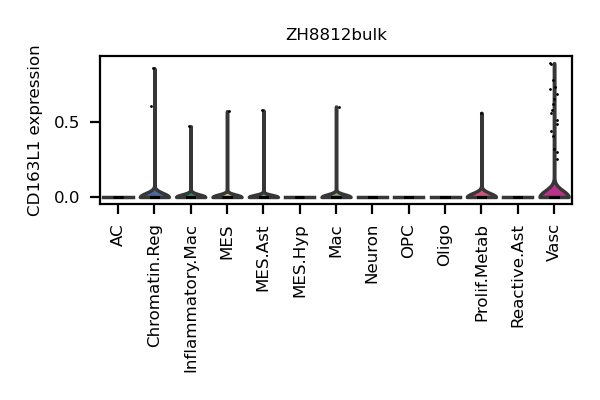 ZH8812bulk
CD163L1 expression
0.5
0.0
AC
Chromatin.Reg
Inflammatory.Mac
MES
MES.Ast
MES.Hyp
Mac
Neuron
OPC
Oligo
Prolif.Metab
Reactive.Ast
Vasc